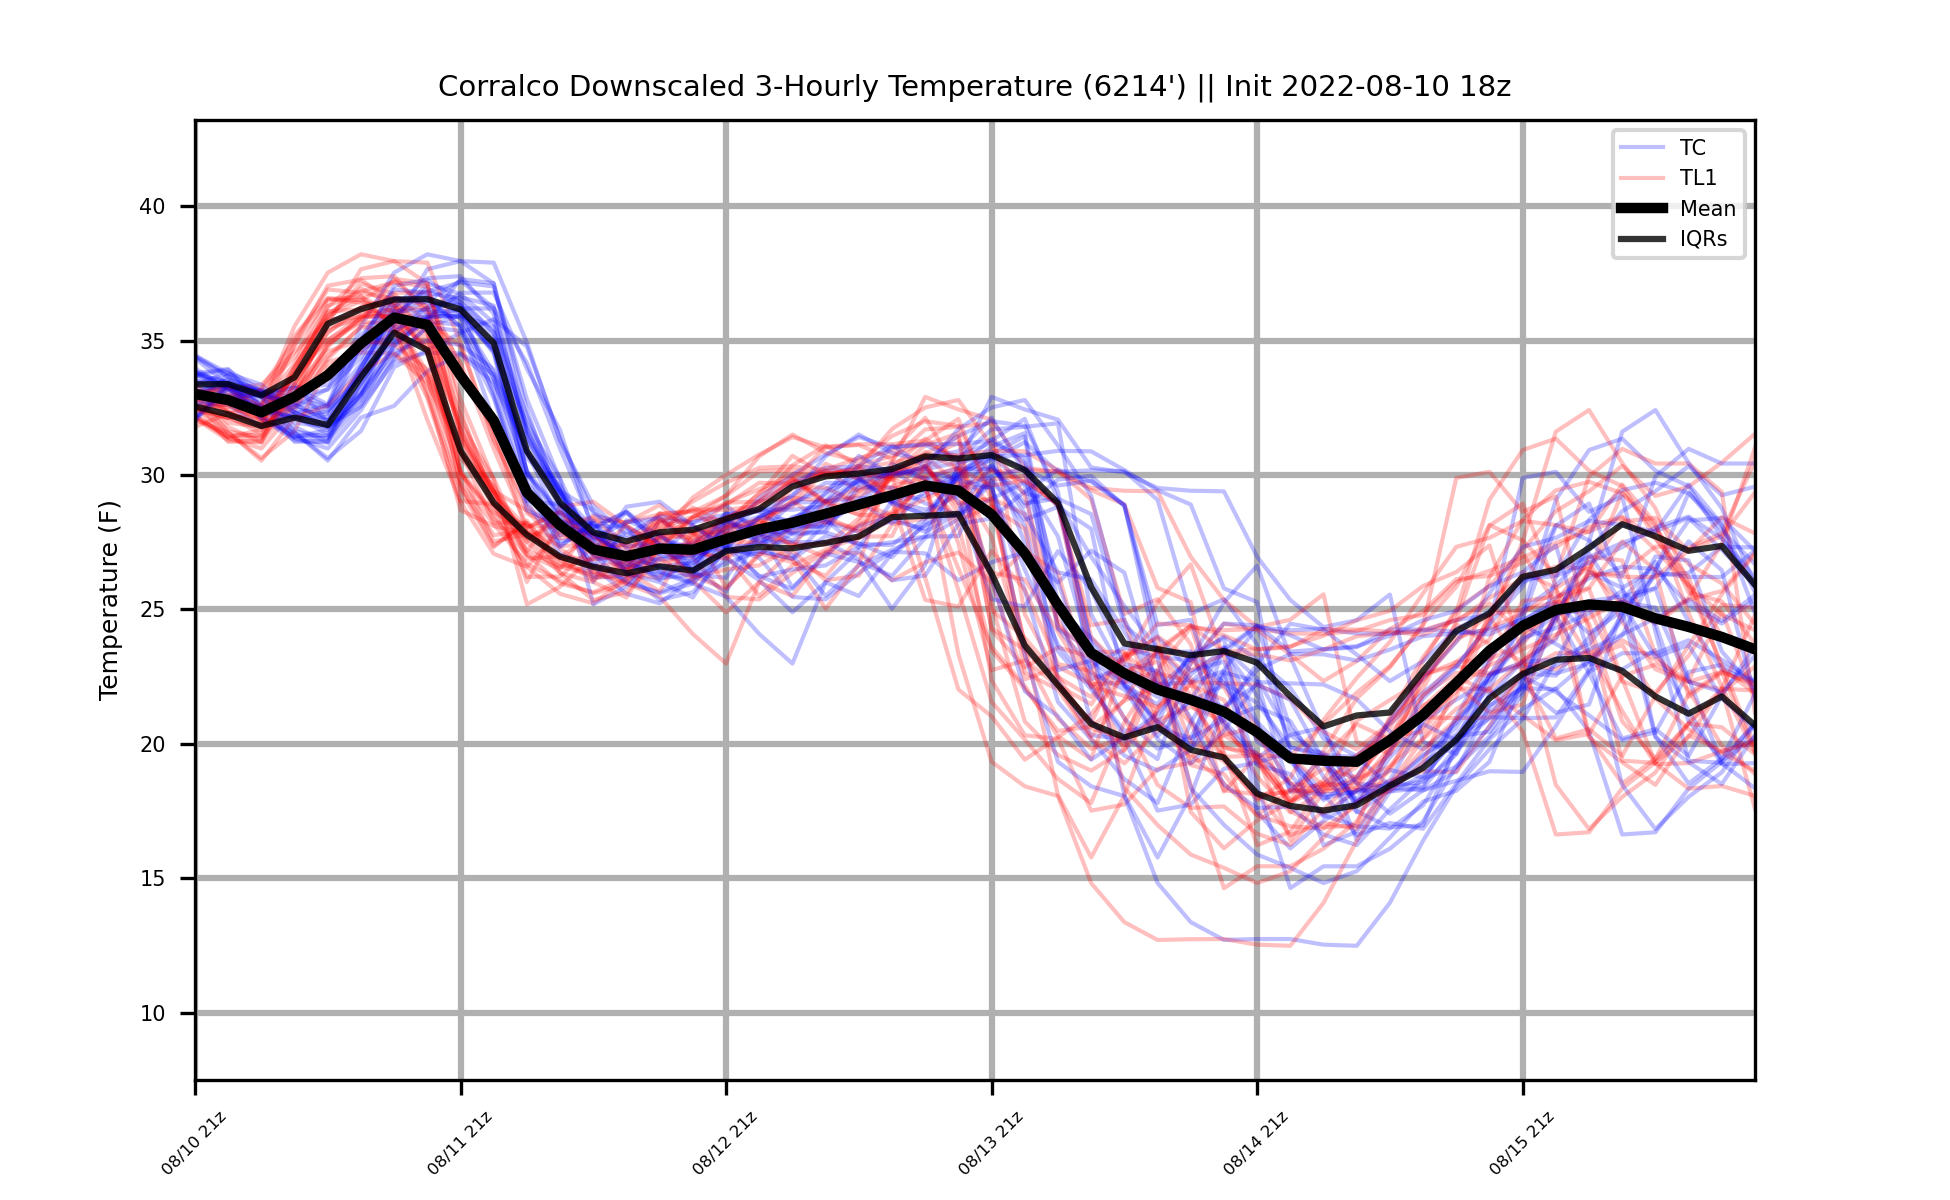 Corralco Downscaled 3-Hourly Temperature (6214') || Init 2022-08-10 18z
TC
TL1
Mean
IQRs
Temperature (F)
40
35
30
25
20
15
10
08/10 21z
08/11 21z
08/12 21z
08/13 21z
08/14 21z
08/15 21z